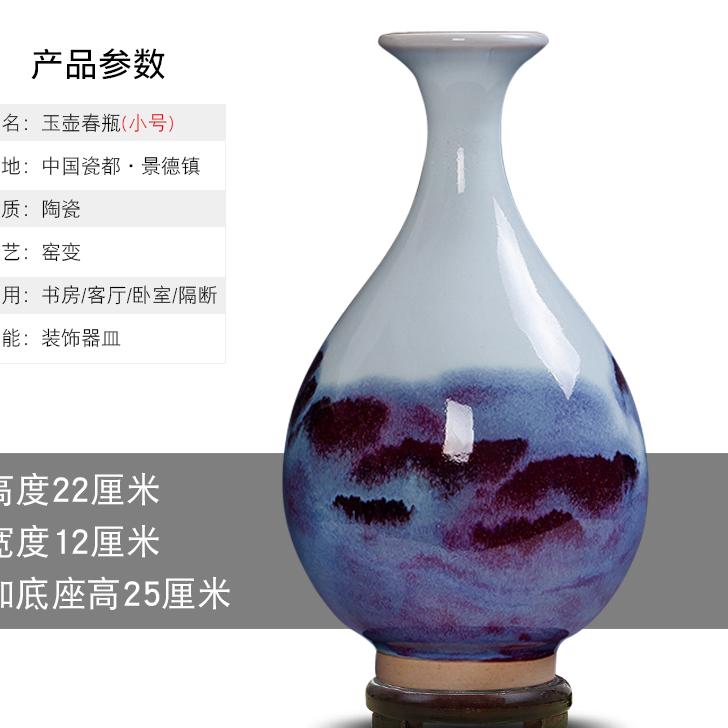 产品参数
名：玉壶春瓶(小号)
地：中国瓷都·景德镇
质：陶瓷
艺：窑变
用：书房/客厅/卧室/隔断
能：装饰器皿
高度22厘米
宽度12厘米
加底座高25厘米